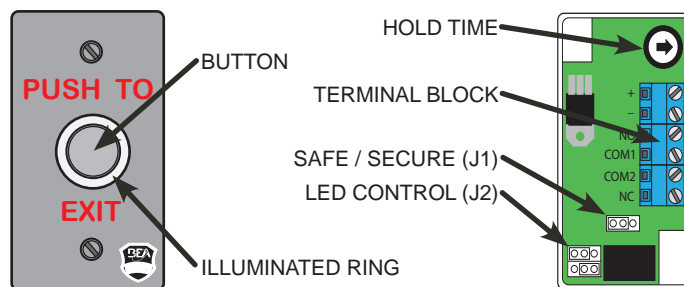 PUSH TO
EXIT
BEA
BUTTON
ILLUMINATED RING
HOLD TIME
TERMINAL BLOCK
SAFE / SECURE (J1)
LED CONTROL (J2)
+
−
NO
COM1
COM2
NC